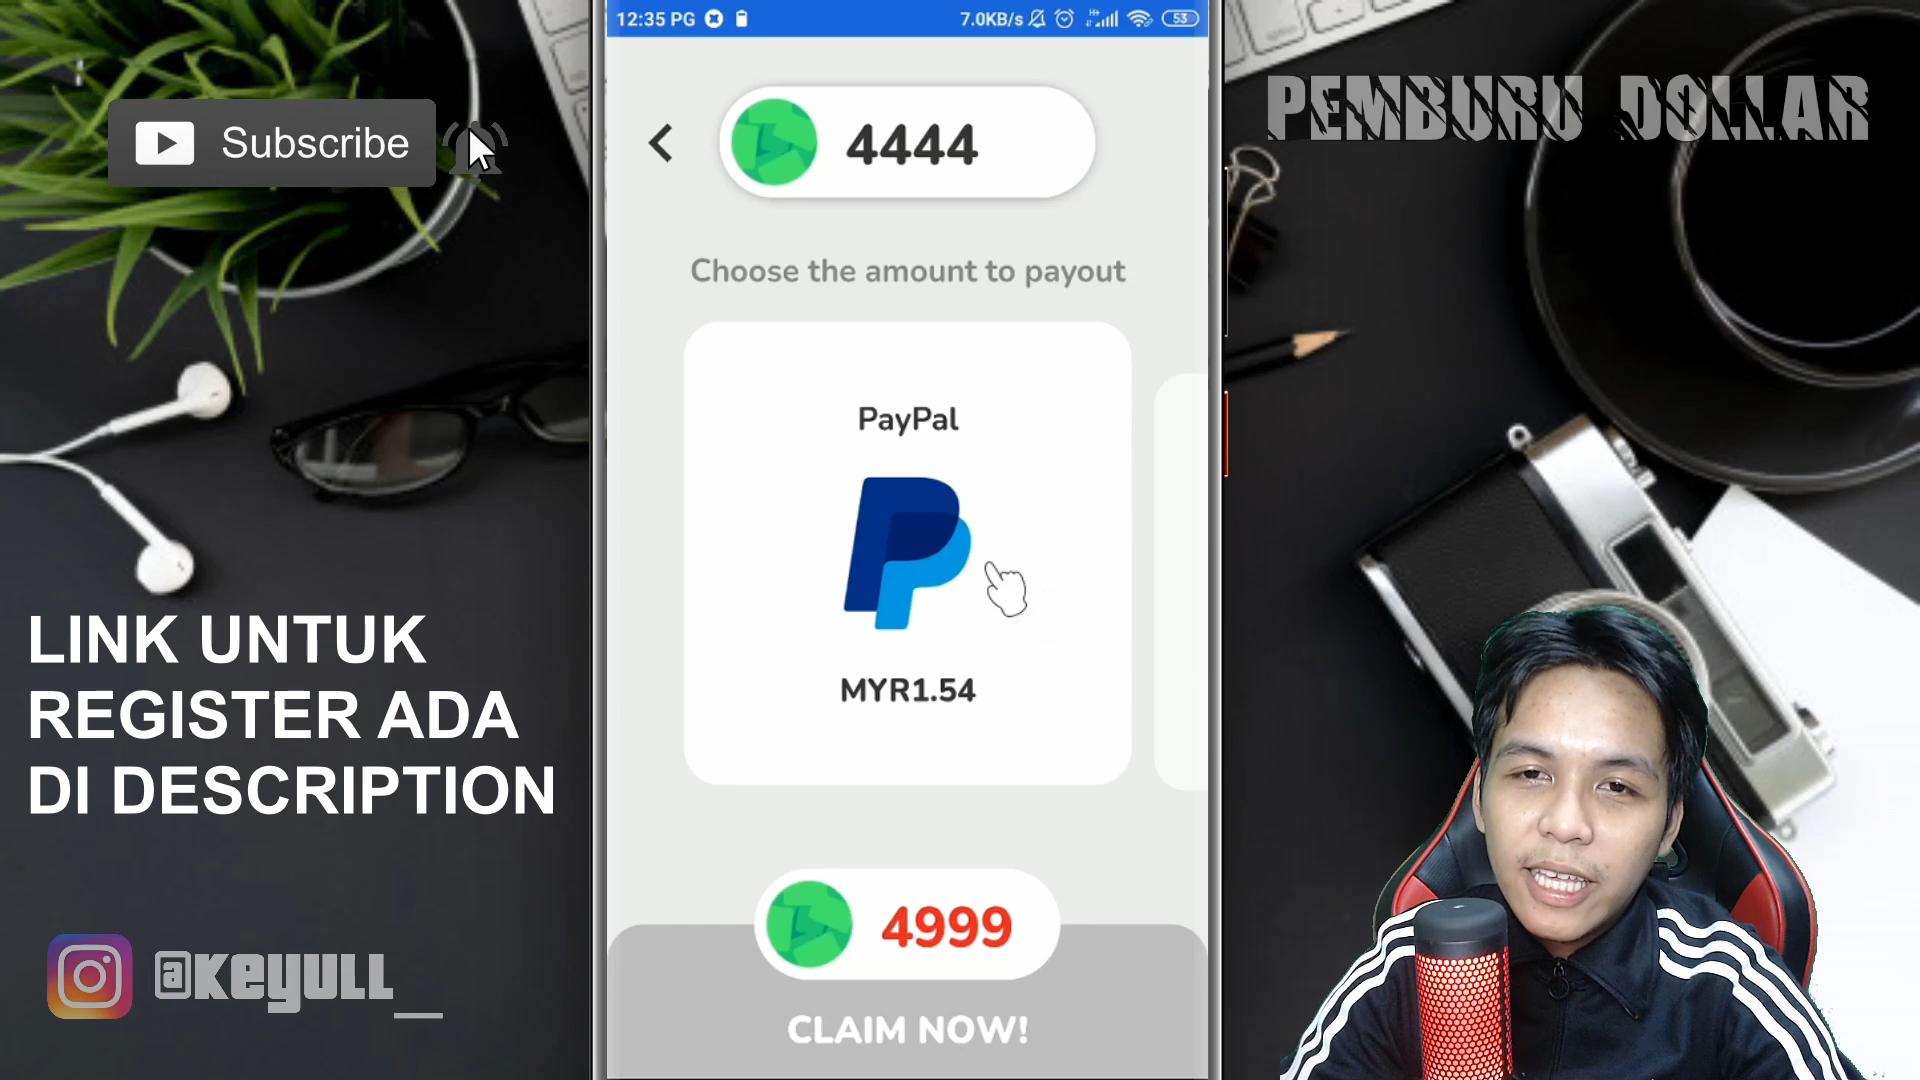 12:35 PG
7.0KB/s
H+
53
PEMBURU DOLLAR
Subscribe
4444
Choose the amount to payout
PayPal
MYR1.54
LINK UNTUK
REGISTER ADA
DI DESCRIPTION
4999
@keyull_
CLAIM NOW!